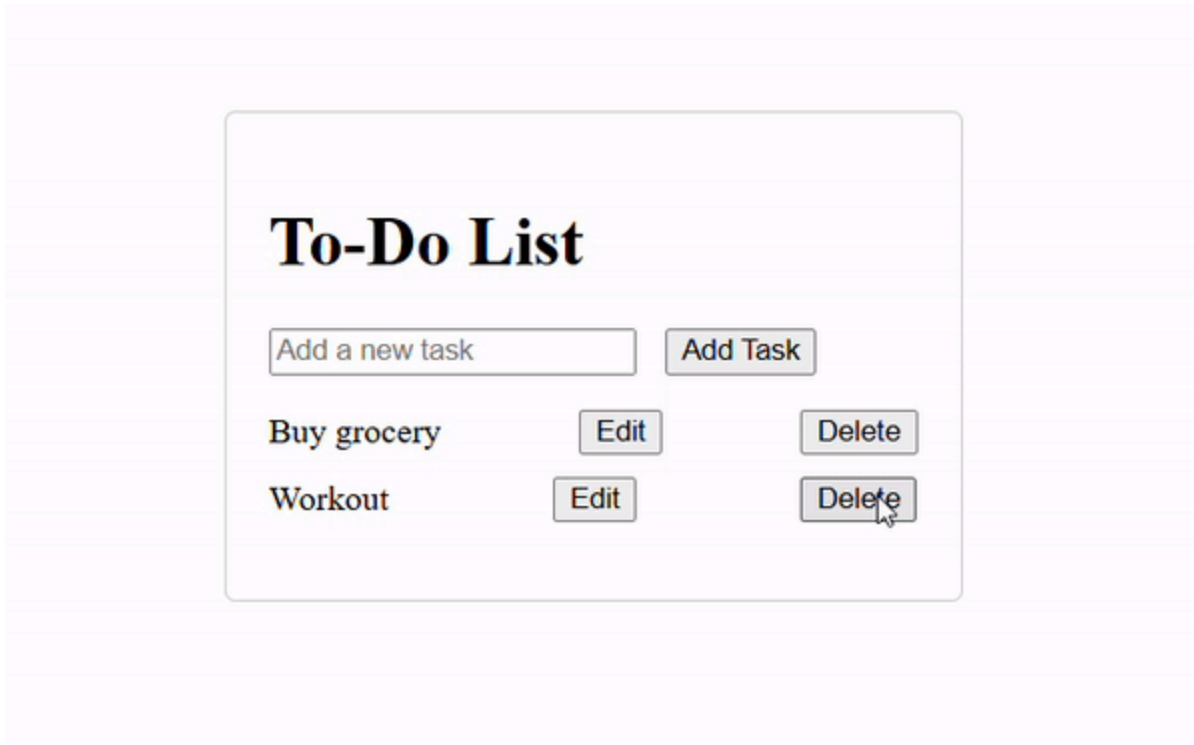 To-Do List
Add a new task Add Task
Buy grocery Edit Delete
Workout Edit Delete